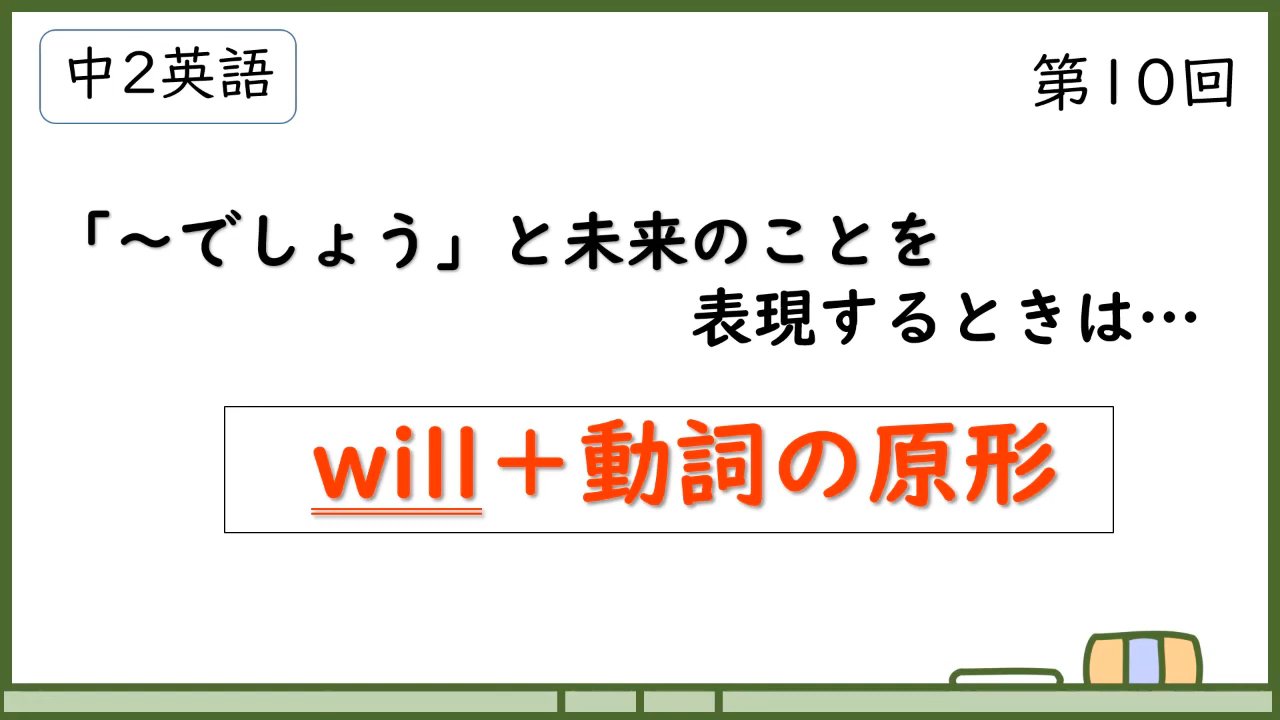 中2英語
第10回
「～でしょう」と未来のことを
表現するときは…
will＋動詞の原形